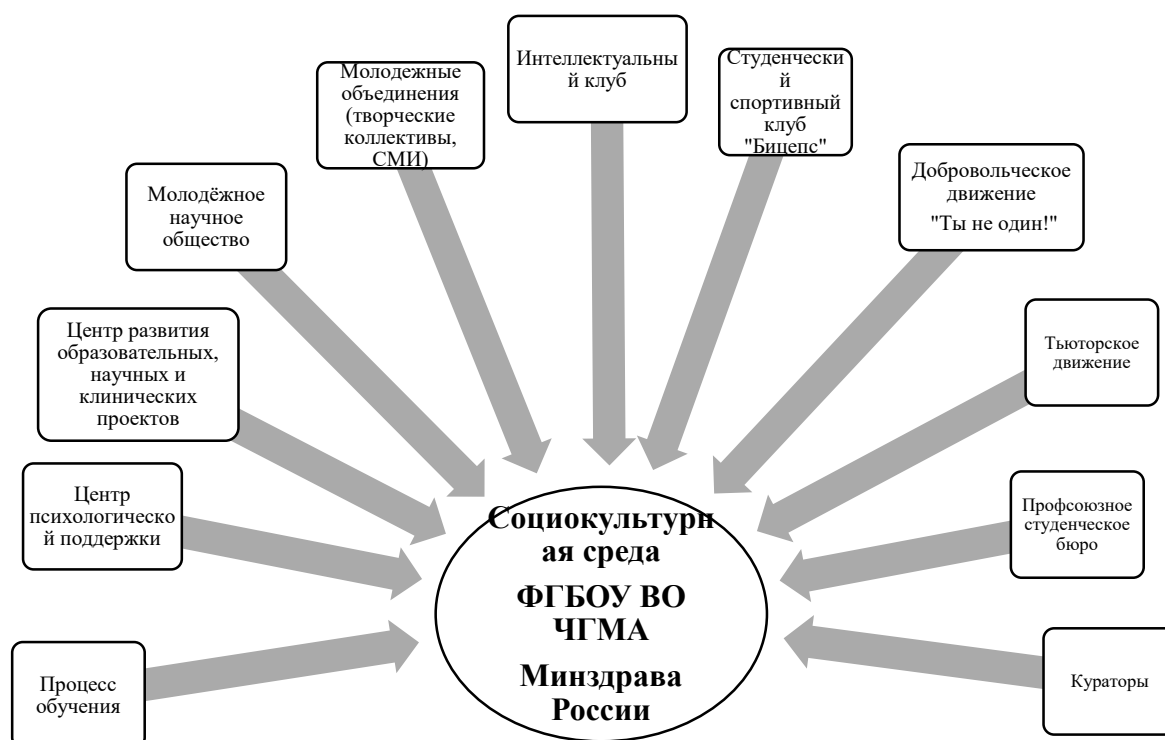 Интеллектуальны
й клуб
Студенчески
й
спортивный
клуб
"Бицепс"
Молодежные
объединения
(творческие
коллективы,
СМИ)
Добровольческое
движение
"Ты не один!"
Молодёжное
научное
общество
Центр развития
образовательных,
научных и
клинических
проектов
Тьюторское
движение
Центр
психологическо
й поддержки
Профсоюзное
студенческое
бюро
Процесс
обучения
Кураторы
Социокультурн
ая среда
ФГБОУ ВО
ЧГМА
Минздрава
России